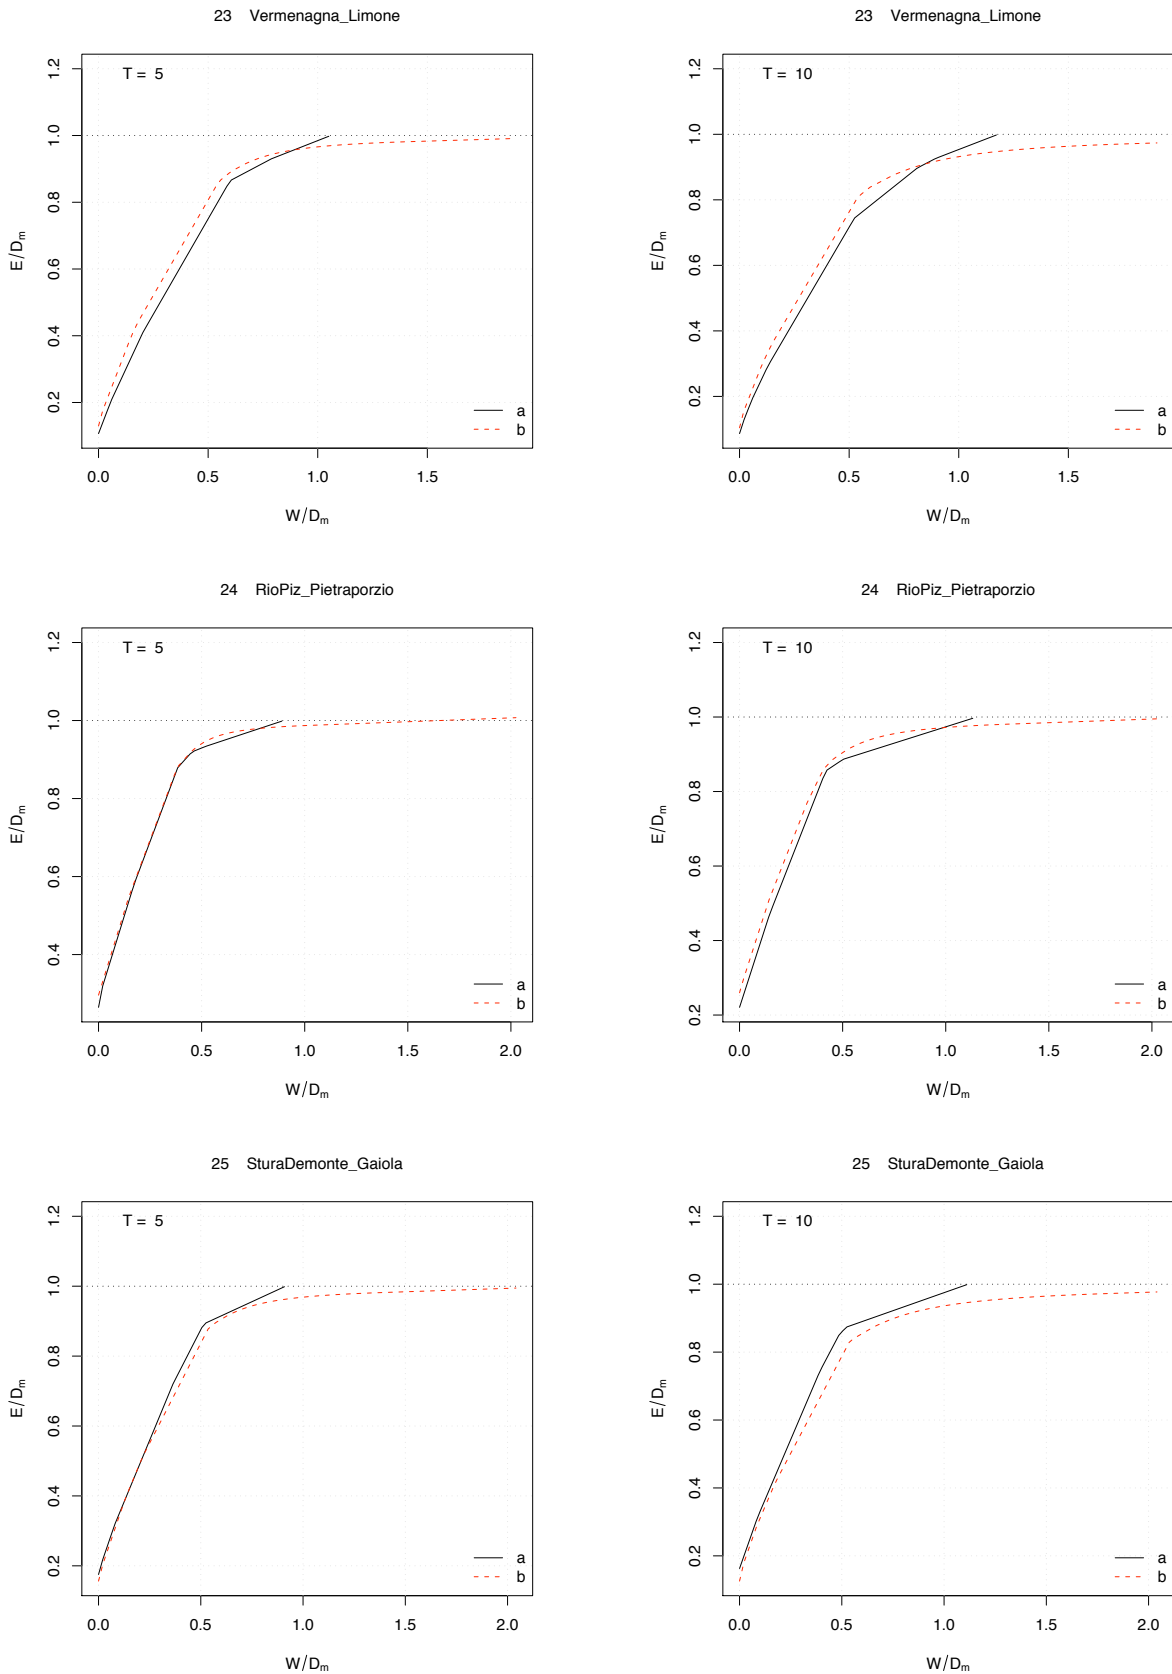 23 Vermenagna_Limone
T = 5
1.2
1.0
0.8
0.6
0.4
0.2
E/Dm
a
b
0.0 0.5 1.0 1.5
W/Dm
23 Vermenagna_Limone
T = 10
1.2
1.0
0.8
0.6
0.4
0.2
E/Dm
a
b
0.0 0.5 1.0 1.5
W/Dm
24 RioPiz_Pietraporzio
T = 5
1.2
1.0
0.8
0.6
0.4
E/Dm
a
b
0.0 0.5 1.0 1.5 2.0
W/Dm
24 RioPiz_Pietraporzio
T = 10
1.2
1.0
0.8
0.6
0.4
0.2
E/Dm
a
b
0.0 0.5 1.0 1.5 2.0
W/Dm
25 SturaDemonte_Gaiola
T = 5
1.2
1.0
0.8
0.6
0.4
0.2
E/Dm
a
b
0.0 0.5 1.0 1.5 2.0
W/Dm
25 SturaDemonte_Gaiola
T = 10
1.2
1.0
0.8
0.6
0.4
0.2
E/Dm
a
b
0.0 0.5 1.0 1.5 2.0
W/Dm